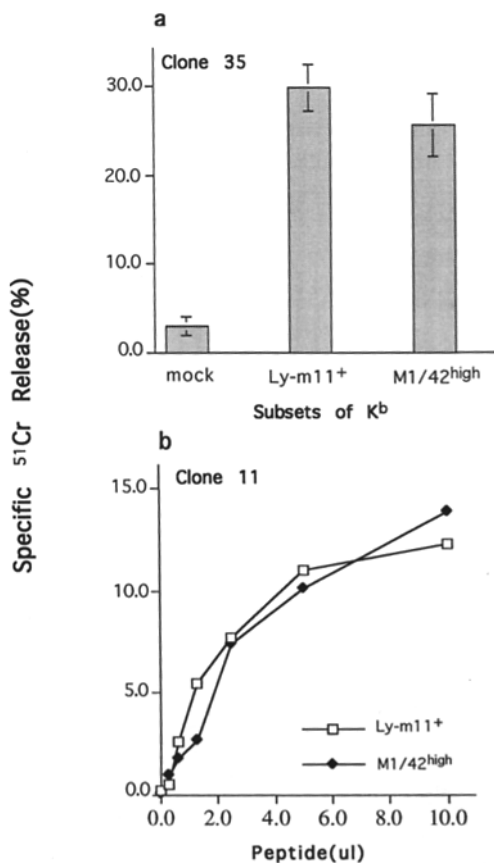 a
Clone 35
30.0
20.0
10.0
0.0
mock Ly-m11⁺ M1/42ʰⁱᵍʰ
Subsets of Kᵇ
Specific ⁵¹Cr Release(%)
b
Clone 11
15.0
10.0
5.0
0.0
Ly-m11⁺
M1/42ʰⁱᵍʰ
0.0 2.0 4.0 6.0 8.0 10.0
Peptide(ul)